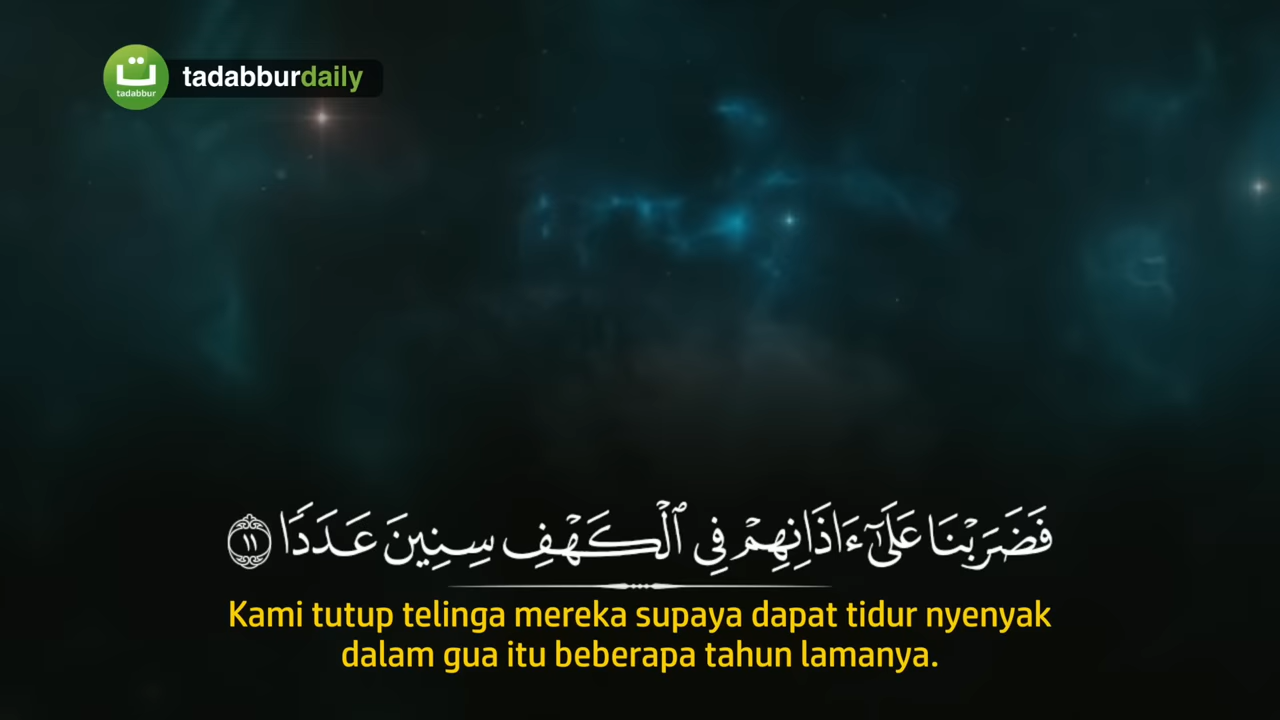 ت
tadabbur
tadabburdaily
فَضَرَبْنَا عَلَىٰٓ ءَاذَانِهِمْ فِي ٱلْكَهْفِ سِنِينَ عَدَدًا ١١
Kami tutup telinga mereka supaya dapat tidur nyenyak
dalam gua itu beberapa tahun lamanya.